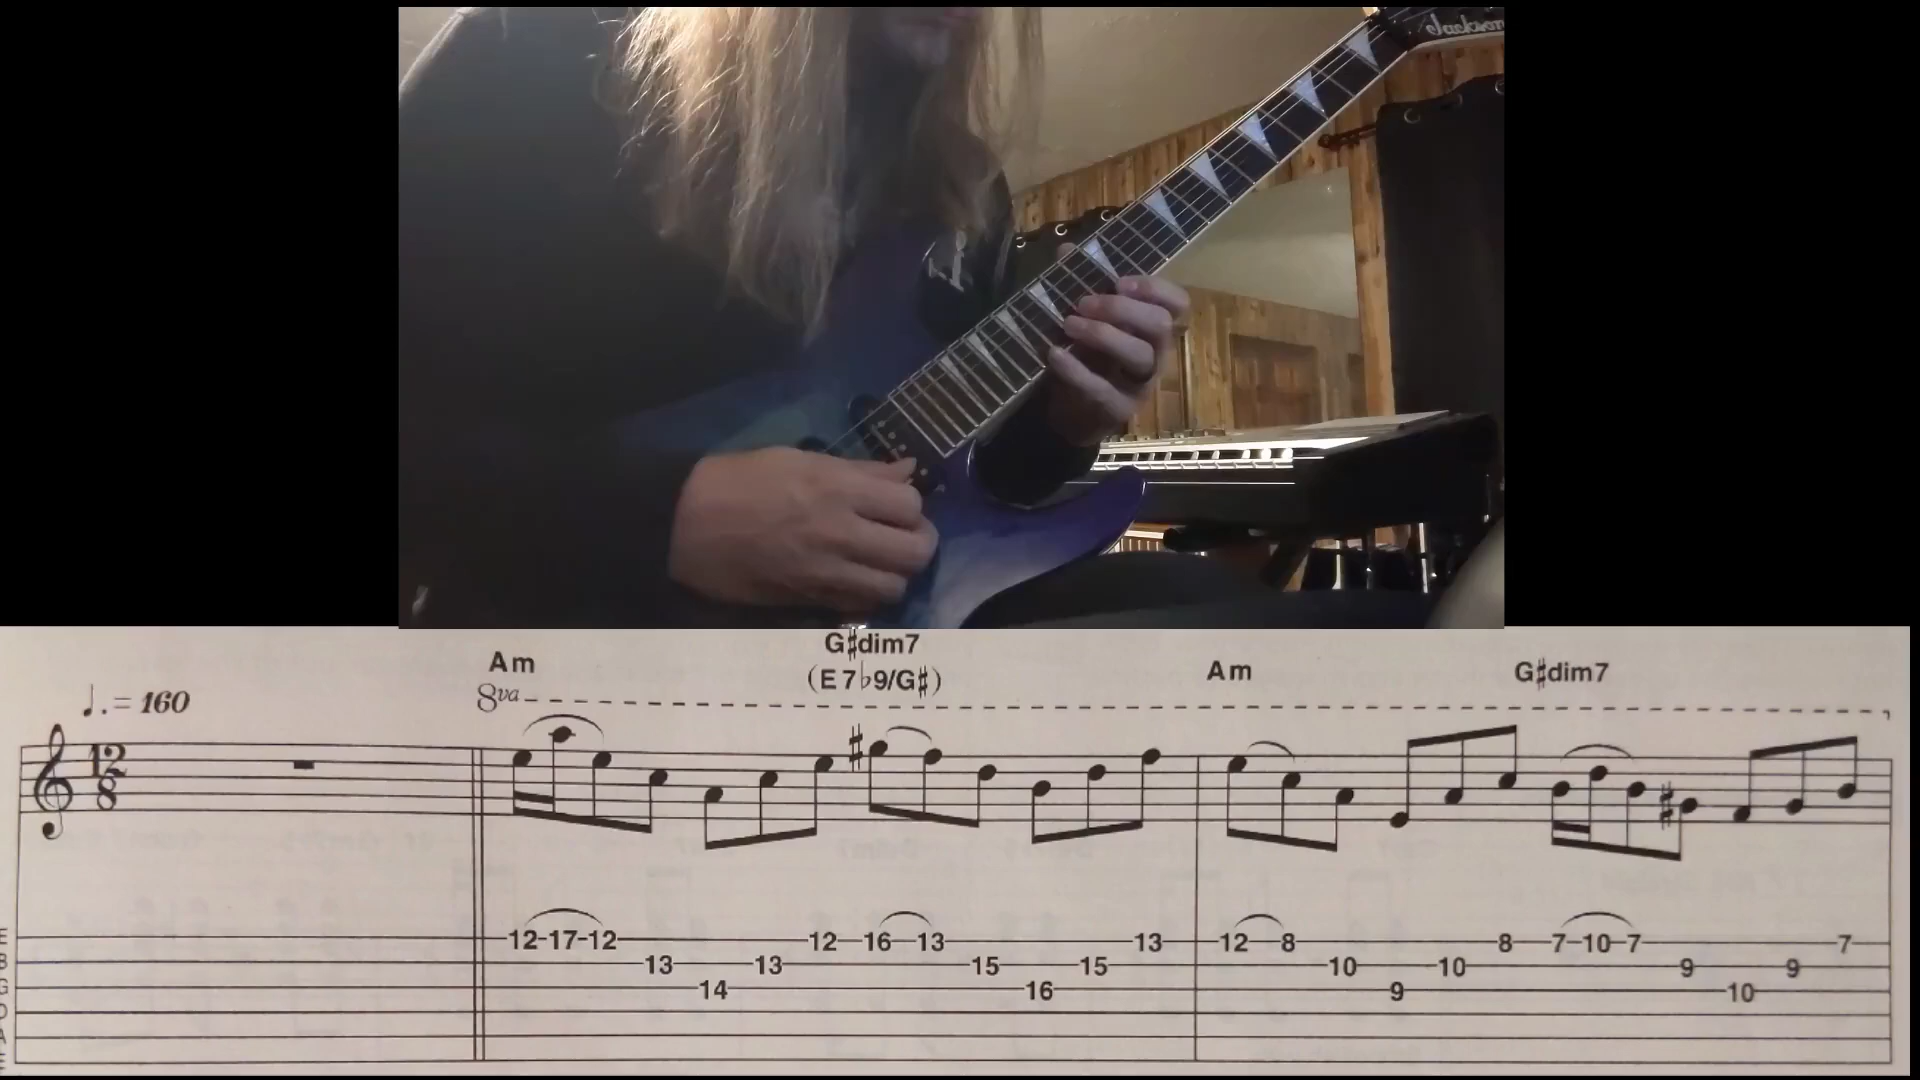 Jackson
G♯dim7
Am
(E7♭9/G♯)
Am
G♯dim7
♩. = 160
8va
12
8
E 12 17 12 12 16 13 13 12 8 8 7 10 7 7
B 13 13 15 15 10 10 9 9
G 14 16 9 10
D
A